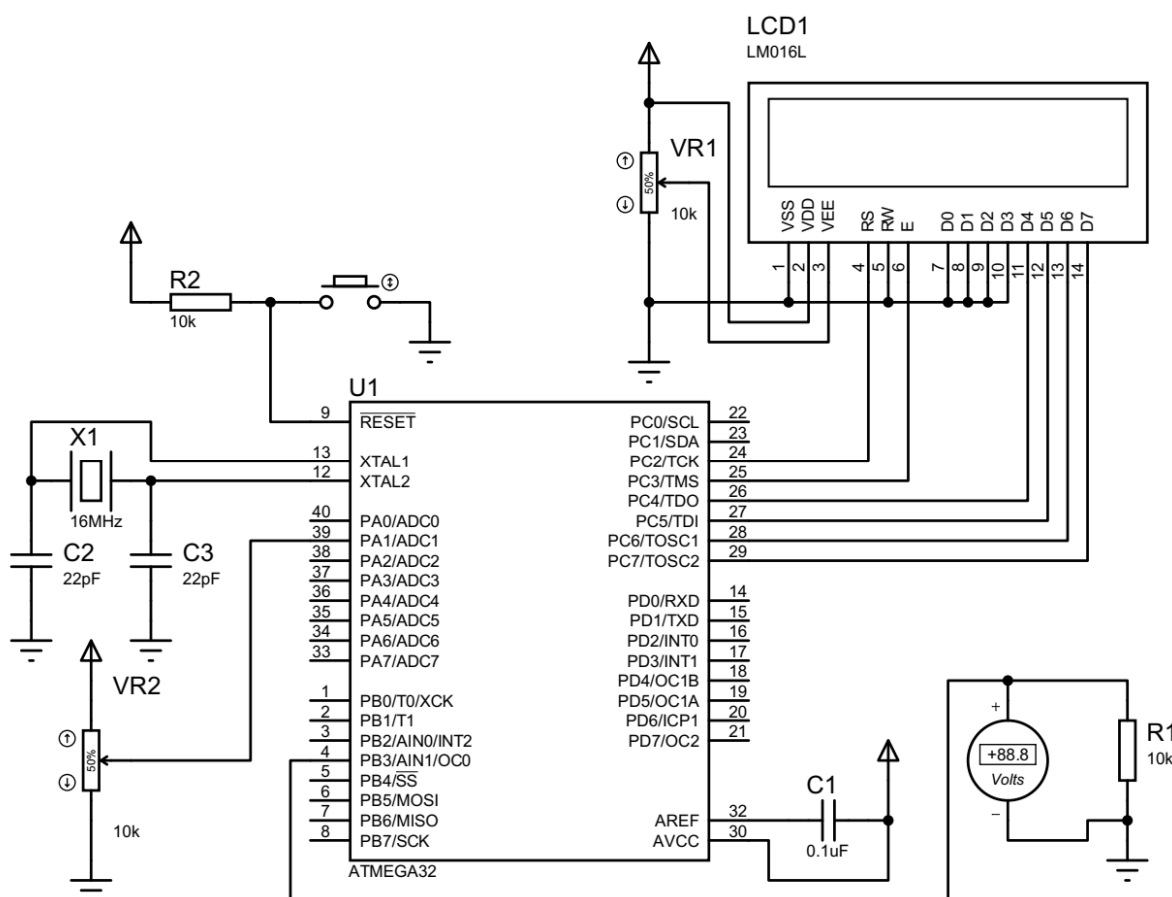 LCD1
LM016L
VR1
50%
10k
VSS
VDD
VEE
RS
RW
E
D0
D1
D2
D3
D4
D5
D6
D7
1
2
3
4
5
6
7
8
9
10
11
12
13
14
R2
10k
U1
9 RESET
13 XTAL1
12 XTAL2
40 PA0/ADC0
39 PA1/ADC1
38 PA2/ADC2
37 PA3/ADC3
36 PA4/ADC4
35 PA5/ADC5
34 PA6/ADC6
33 PA7/ADC7
1 PB0/T0/XCK
2 PB1/T1
3 PB2/AIN0/INT2
4 PB3/AIN1/OC0
5 PB4/SS
6 PB5/MOSI
7 PB6/MISO
8 PB7/SCK
PC0/SCL 22
PC1/SDA 23
PC2/TCK 24
PC3/TMS 25
PC4/TDO 26
PC5/TDI 27
PC6/TOSC1 28
PC7/TOSC2 29
PD0/RXD 14
PD1/TXD 15
PD2/INT0 16
PD3/INT1 17
PD4/OC1B 18
PD5/OC1A 19
PD6/ICP1 20
PD7/OC2 21
AREF 32
AVCC 30
ATMEGA32
X1
16MHz
C2
22pF
C3
22pF
VR2
50%
10k
C1
0.1uF
+
+88.8
Volts
−
R1
10k